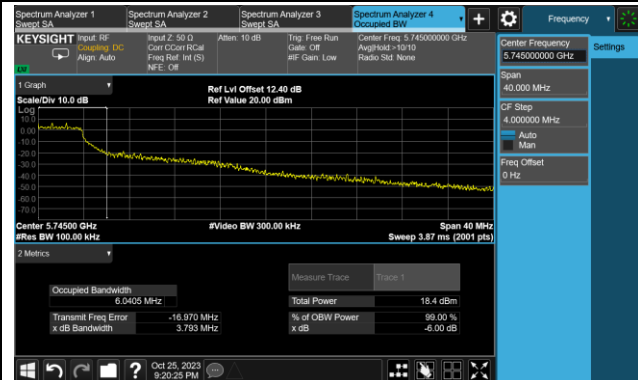 Spectrum Analyzer 1
Swept SA
Spectrum Analyzer 2
Swept SA
Spectrum Analyzer 3
Swept SA
Spectrum Analyzer 4
Occupied BW
Frequency
KEYSIGHT
Input: RF
Coupling: DC
Align: Auto
Input Z: 50 Ω
Corr CCorr RCal
Freq Ref: Int (S)
NFE: Off
Atten: 10 dB
Trig: Free Run
Gate: Off
#IF Gain: Low
Center Freq: 5.745000000 GHz
Avg|Hold:>10/10
Radio Std: None
Center Frequency
5.745000000 GHz
Settings
Span
40.000 MHz
CF Step
4.000000 MHz
Auto
Man
Freq Offset
0 Hz
1 Graph
Scale/Div 10.0 dB
Ref Lvl Offset 12.40 dB
Ref Value 20.00 dBm
Log
10.0
0.00
-10.0
-20.0
-30.0
-40.0
-50.0
-60.0
-70.0
Center 5.74500 GHz
#Video BW 300.00 kHz
Span 40 MHz
#Res BW 100.00 kHz
Sweep 3.87 ms (2001 pts)
2 Metrics
Measure Trace
Trace 1
Occupied Bandwidth
6.0405 MHz
Total Power
18.4 dBm
Transmit Freq Error
-16.970 MHz
% of OBW Power
99.00 %
x dB Bandwidth
3.793 MHz
x dB
-6.00 dB
Oct 25, 2023
9:20:25 PM